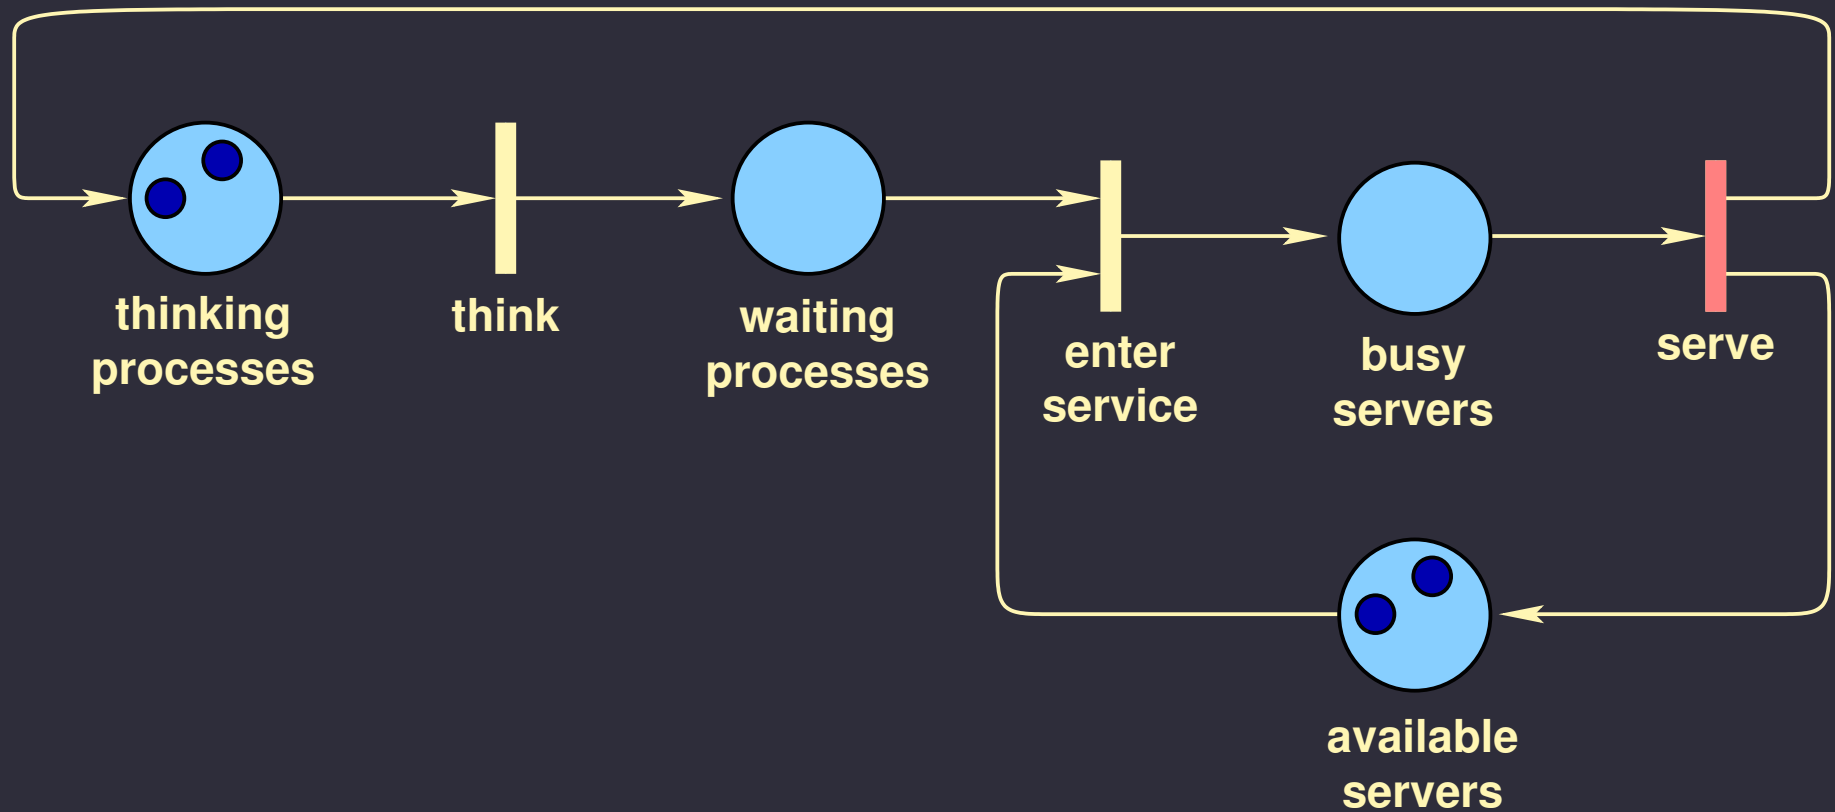 thinking
processes
think
waiting
processes
enter
service
busy
servers
serve
available
servers